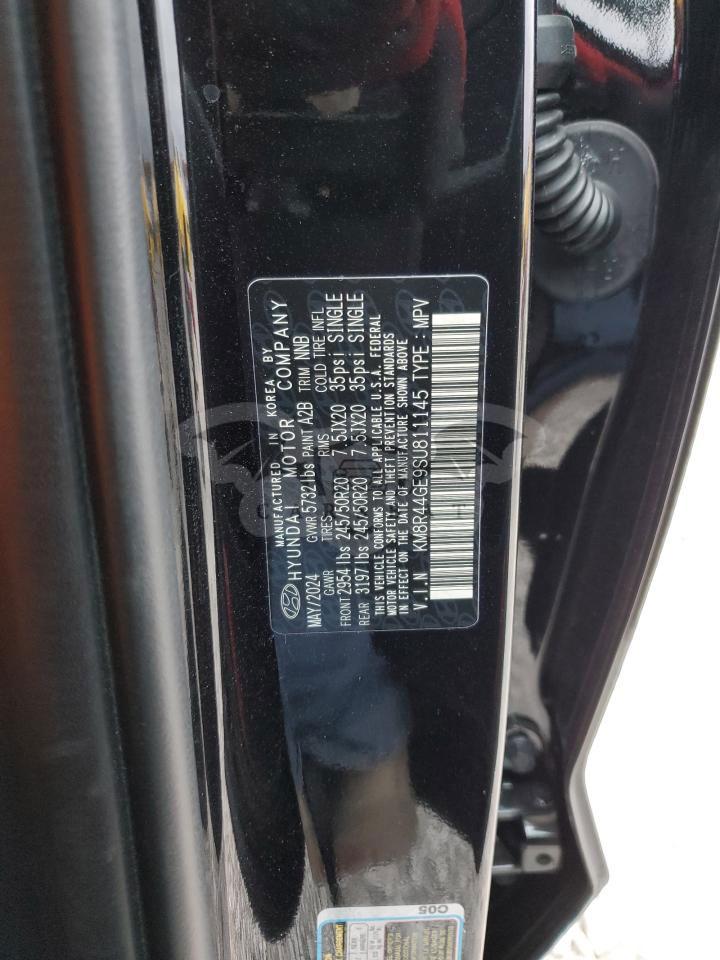 MANUFACTURED IN KOREA BY
HYUNDAI MOTOR COMPANY
MAY/2024 GVWR 5732 lbs PAINT A2B TRIM NNB
GAWR TIRES RIMS COLD TIRE INFL
FRONT 2954 lbs 245/50R20 7.5JX20 35psi SINGLE
REAR 3197 lbs 245/50R20 7.5JX20 35psi SINGLE
THIS VEHICLE CONFORMS TO ALL APPLICABLE U.S.A. FEDERAL
MOTOR VEHICLE SAFETY AND THEFT PREVENTION STANDARDS
IN EFFECT ON THE DATE OF MANUFACTURE SHOWN ABOVE
V.I.N : KM8R44GE9SU811145 TYPE : MPV
C05